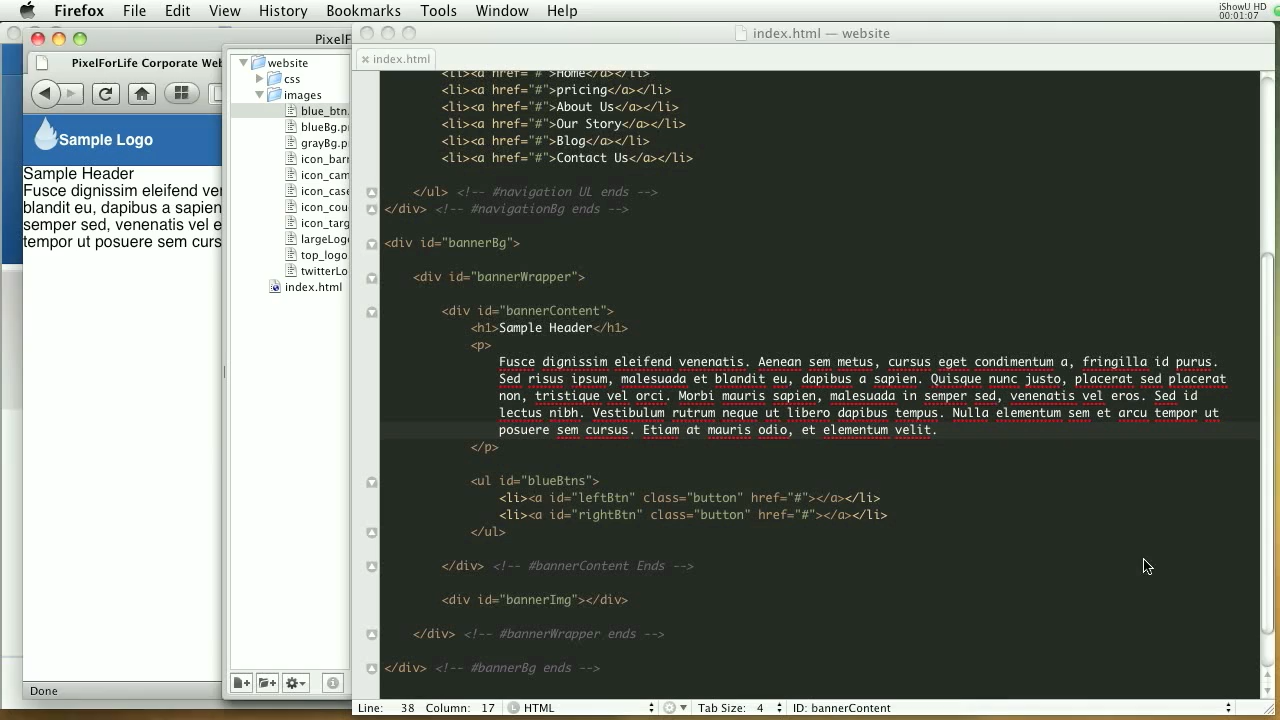 Firefox File Edit View History Bookmarks Tools Window Help
iShowU HD
00:01:07
PixelF
index.html — website
PixelForLife Corporate Web
index.html
Sample Logo
Sample Header
Fusce dignissim eleifend ver
blandit eu, dapibus a sapien
semper sed, venenatis vel e
tempor ut posuere sem curs
Done
website
css
images
blue_btn.
blueBg.pr
grayBg.p
icon_barr
icon_cam
icon_case
icon_cou
icon_targ
largeLogo
top_logo.
twitterLo
index.html
<li><a href="#">Home</a></li>
<li><a href="#">pricing</a></li>
<li><a href="#">About Us</a></li>
<li><a href="#">Our Story</a></li>
<li><a href="#">Blog</a></li>
<li><a href="#">Contact Us</a></li>
</ul> <!-- #navigation UL ends -->
</div> <!-- #navigationBg ends -->
<div id="bannerBg">
<div id="bannerWrapper">
<div id="bannerContent">
<h1>Sample Header</h1>
<p>
Fusce dignissim eleifend venenatis. Aenean sem metus, cursus eget condimentum a, fringilla id purus.
Sed risus ipsum, malesuada et blandit eu, dapibus a sapien. Quisque nunc justo, placerat sed placerat
non, tristique vel orci. Morbi mauris sapien, malesuada in semper sed, venenatis vel eros. Sed id
lectus nibh. Vestibulum rutrum neque ut libero dapibus tempus. Nulla elementum sem et arcu tempor ut
posuere sem cursus. Etiam at mauris odio, et elementum velit.
</p>
<ul id="blueBtns">
<li><a id="leftBtn" class="button" href="#"></a></li>
<li><a id="rightBtn" class="button" href="#"></a></li>
</ul>
</div> <!-- #bannerContent Ends -->
<div id="bannerImg"></div>
</div> <!-- #bannerWrapper ends -->
</div> <!-- #bannerBg ends -->
Line: 38 Column: 17 HTML Tab Size: 4 ID: bannerContent